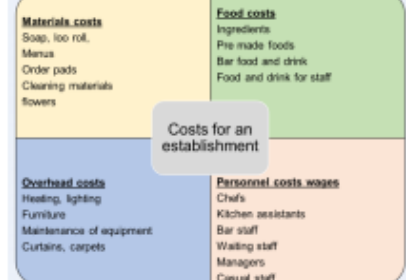 Materials costs
Soap, loo roll,
Menus
Order pads
Cleaning materials
flowers
Food costs
Ingredients
Pre made foods
Bar food and drink
Food and drink for staff
Costs for an
establishment
Overhead costs
Heating, lighting
Furniture
Maintenance of equipment
Curtains, carpets
Personnel costs wages
Chefs
Kitchen assistants
Bar staff
Waiting staff
Managers
Casual staff